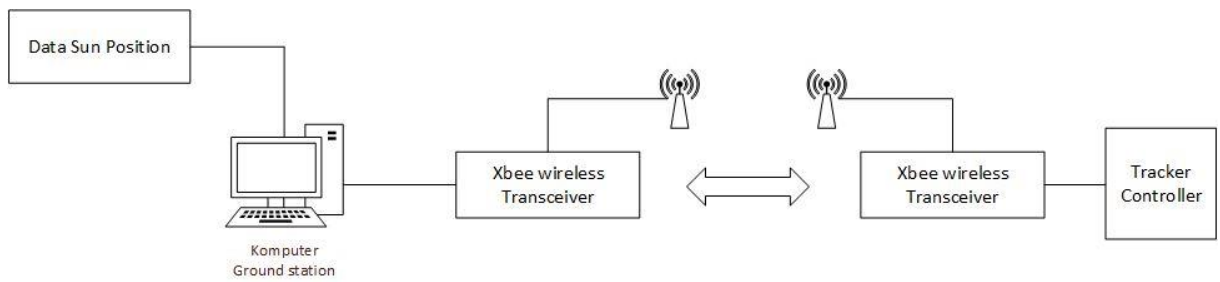 Data Sun Position
Xbee wireless
Transceiver
Xbee wireless
Transceiver
Tracker
Controller
Komputer
Ground station